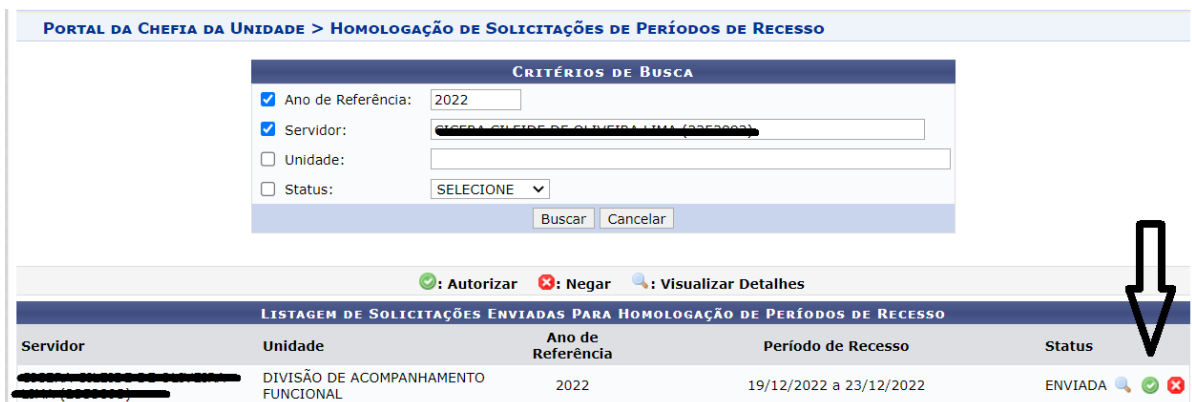 Portal da Chefia da Unidade > Homologação de Solicitações de Períodos de Recesso
Critérios de Busca
Ano de Referência: 2022
Servidor:
Unidade:
Status: SELECIONE
Buscar Cancelar
: Autorizar : Negar : Visualizar Detalhes
Listagem de Solicitações Enviadas Para Homologação de Períodos de Recesso
Servidor Unidade Ano de Referência Período de Recesso Status
DIVISÃO DE ACOMPANHAMENTO FUNCIONAL 2022 19/12/2022 a 23/12/2022 ENVIADA